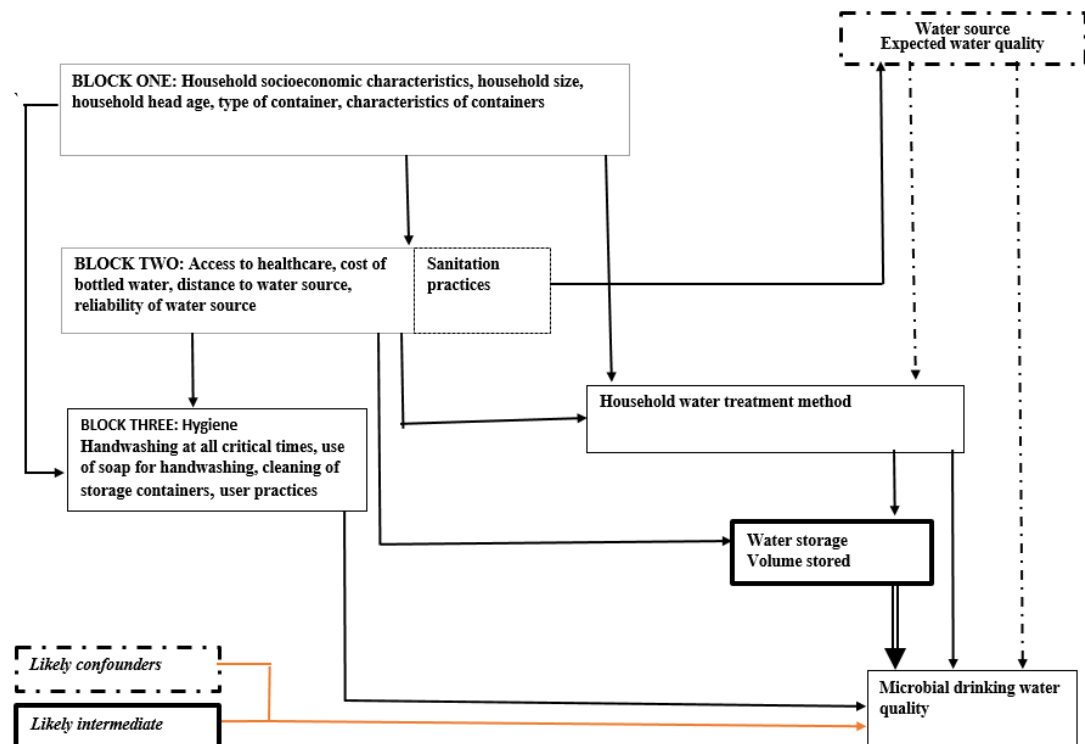 Water source
Expected water quality
BLOCK ONE: Household socioeconomic characteristics, household size,
household head age, type of container, characteristics of containers
BLOCK TWO: Access to healthcare, cost of
bottled water, distance to water source,
reliability of water source
Sanitation
practices
Household water treatment method
BLOCK THREE: Hygiene
Handwashing at all critical times, use
of soap for handwashing, cleaning of
storage containers, user practices
Water storage
Volume stored
Likely confounders
Likely intermediate
Microbial drinking water
quality